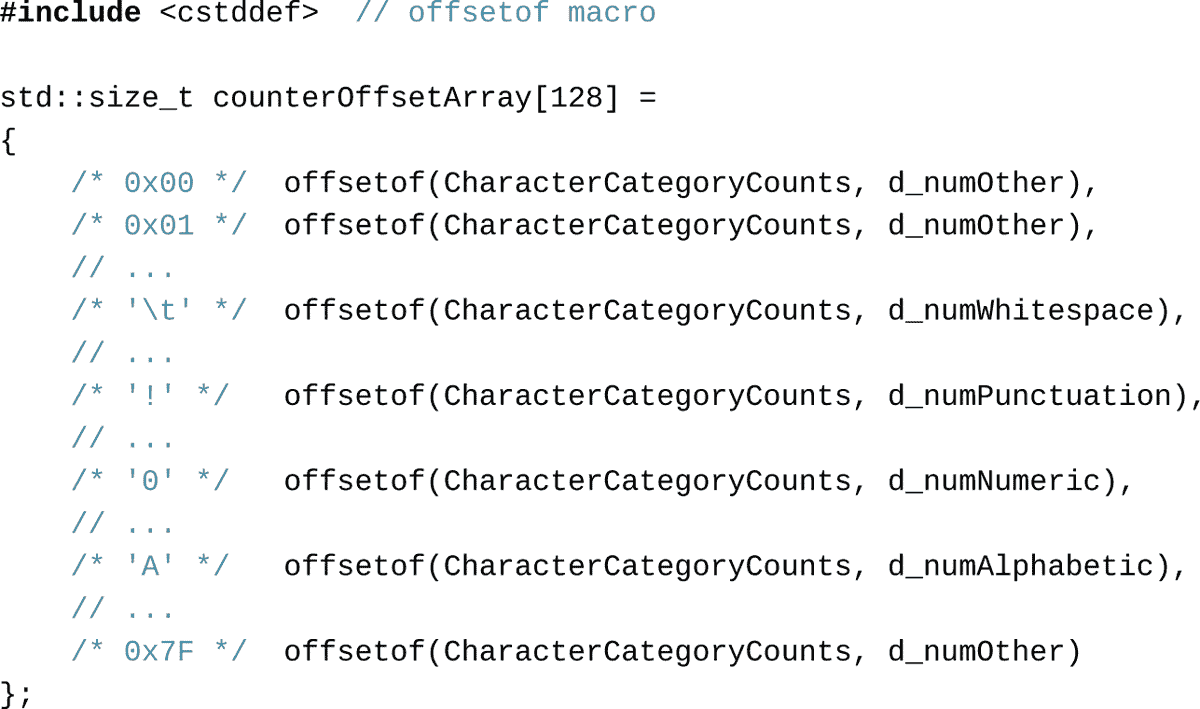 #include <cstddef>  // offsetof macro

std::size_t counterOffsetArray[128] =
{
    /* 0x00 */  offsetof(CharacterCategoryCounts, d_numOther),
    /* 0x01 */  offsetof(CharacterCategoryCounts, d_numOther),
    // ...
    /* '\t' */  offsetof(CharacterCategoryCounts, d_numWhitespace),
    // ...
    /* '!' */   offsetof(CharacterCategoryCounts, d_numPunctuation),
    // ...
    /* '0' */   offsetof(CharacterCategoryCounts, d_numNumeric),
    // ...
    /* 'A' */   offsetof(CharacterCategoryCounts, d_numAlphabetic),
    // ...
    /* 0x7F */  offsetof(CharacterCategoryCounts, d_numOther)
};